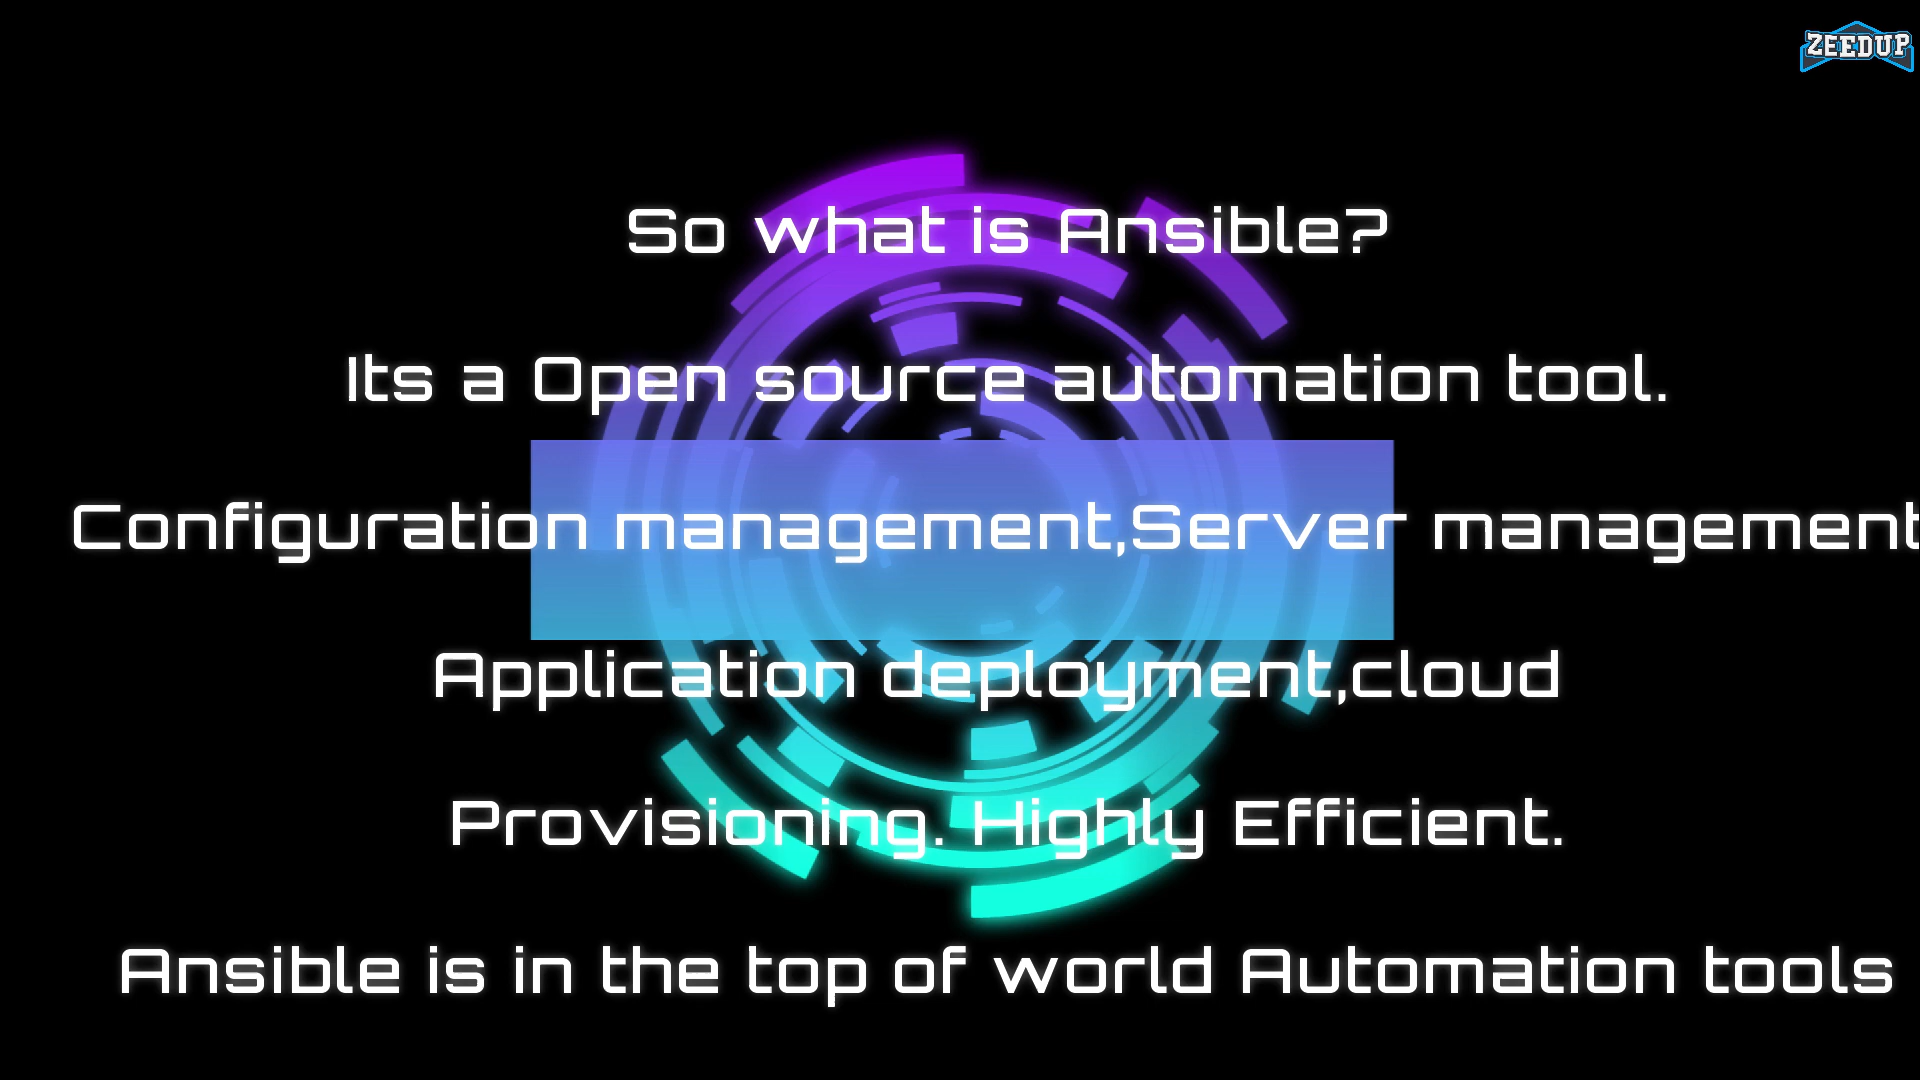 ZEEDUP
So what is Ansible?
Its a Open source automation tool.
Configuration management,Server management
Application deployment,cloud
Provisioning. Highly Efficient.
Ansible is in the top of world Automation tools